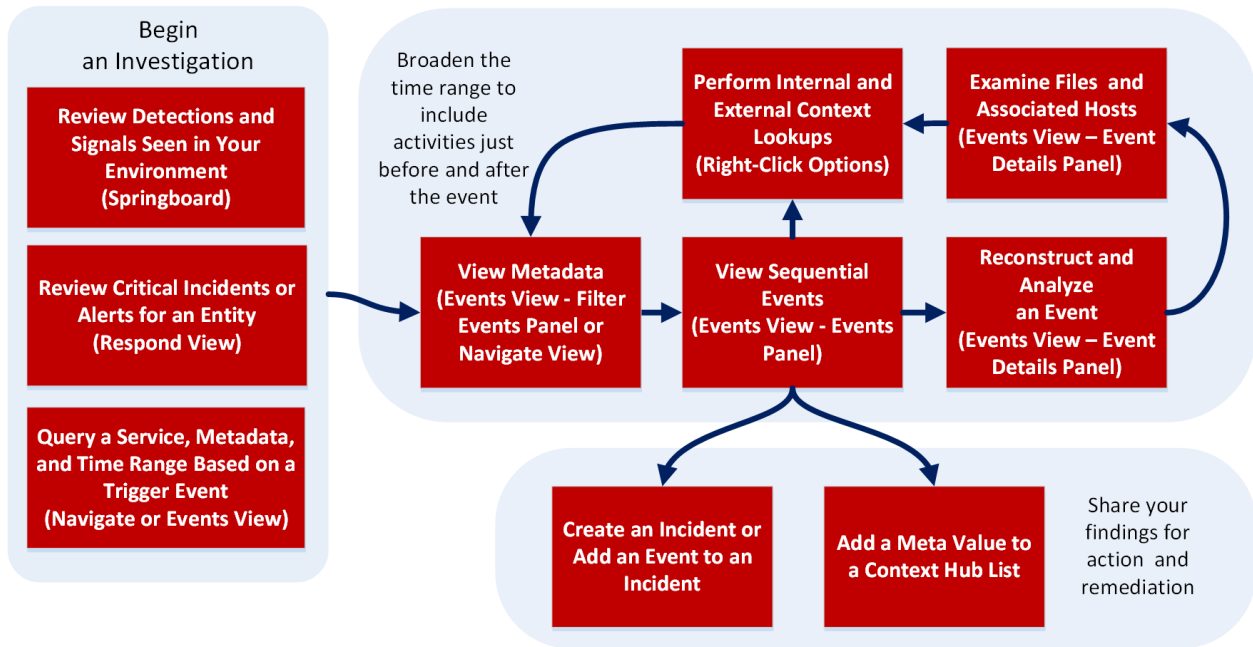 Begin
an Investigation
Review Detections and
Signals Seen in Your
Environment
(Springboard)
Review Critical Incidents or
Alerts for an Entity
(Respond View)
Query a Service, Metadata,
and Time Range Based on a
Trigger Event
(Navigate or Events View)
Broaden the
time range to
include
activities just
before and after
the event
Perform Internal and
External Context
Lookups
(Right-Click Options)
Examine Files and
Associated Hosts
(Events View – Event
Details Panel)
View Metadata
(Events View - Filter
Events Panel or
Navigate View)
View Sequential
Events
(Events View - Events
Panel)
Reconstruct and
Analyze
an Event
(Events View – Event
Details Panel)
Create an Incident or
Add an Event to an
Incident
Add a Meta Value to
a Context Hub List
Share your
findings for
action and
remediation